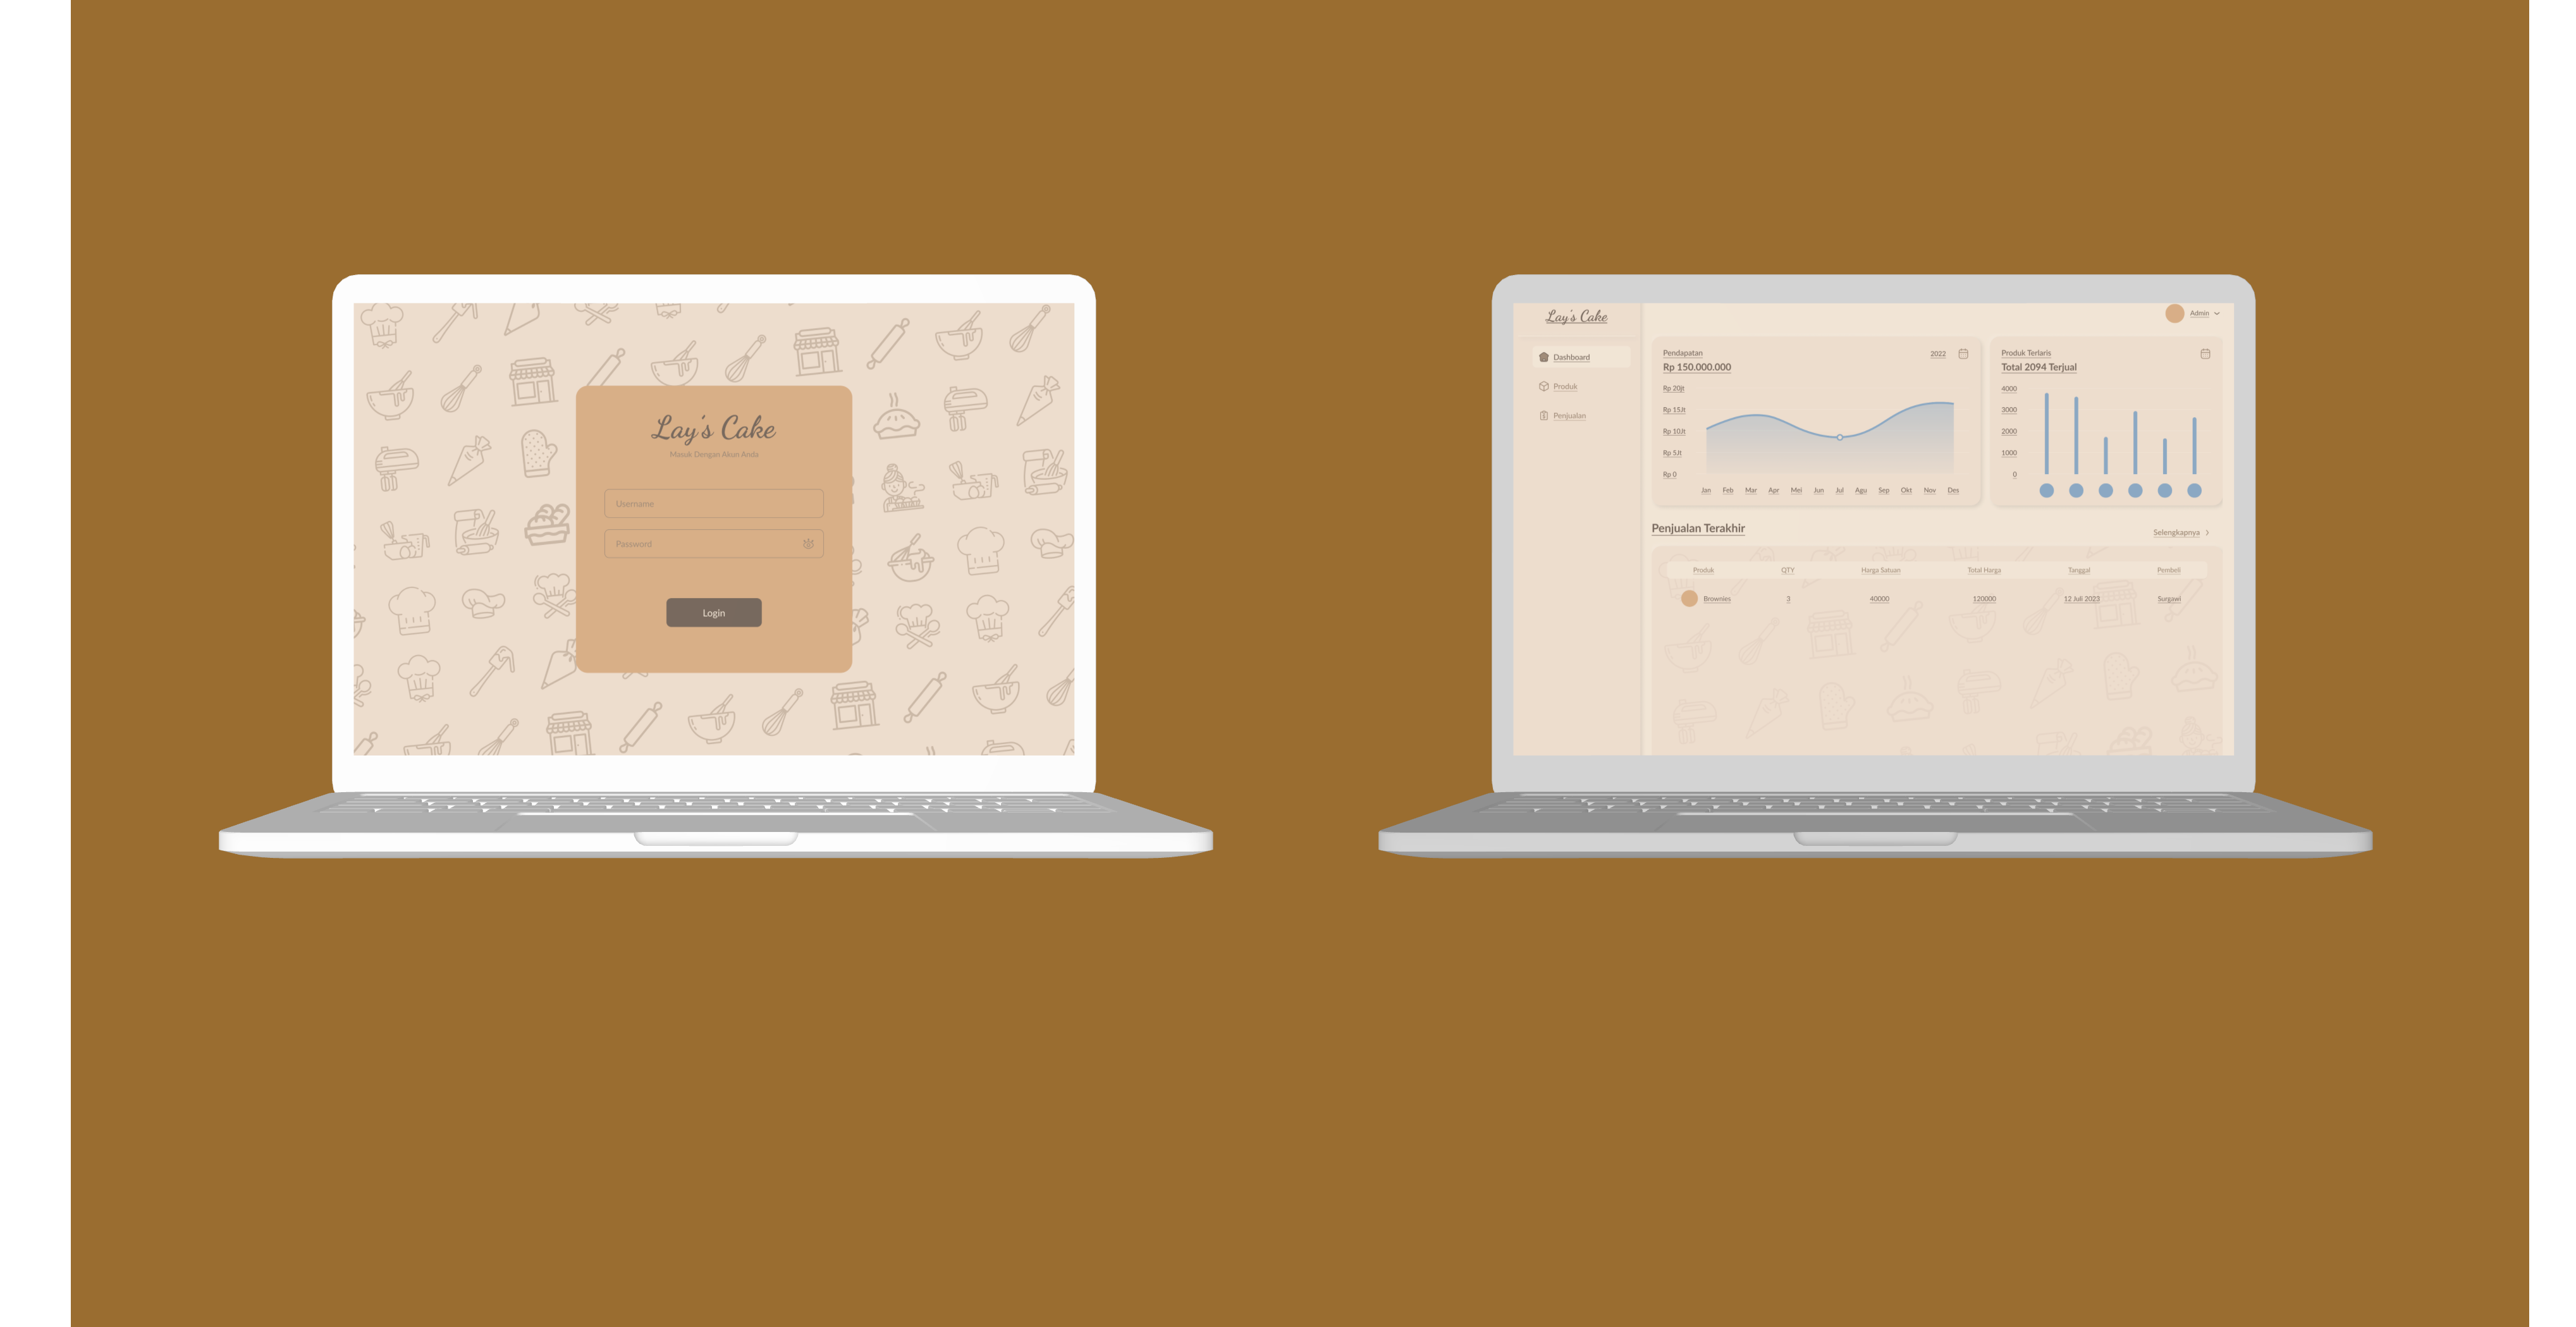 Lay's Cake
Masuk Dengan Akun Anda
Username
Password
Login
Lay's Cake
Admin
Dashboard
Produk
Penjualan
Pendapatan
2022
Rp 150.000.000
Rp 20jt
Rp 15Jt
Rp 10Jt
Rp 5Jt
Rp 0
Jan Feb Mar Apr Mei Jun Jul Agu Sep Okt Nov Des
Produk Terlaris
Total 2094 Terjual
4000
3000
2000
1000
0
Penjualan Terakhir
Selengkapnya
Produk QTY Harga Satuan Total Harga Tanggal Pembeli
Brownies 3 40000 120000 12 Juli 2023 Surgawi